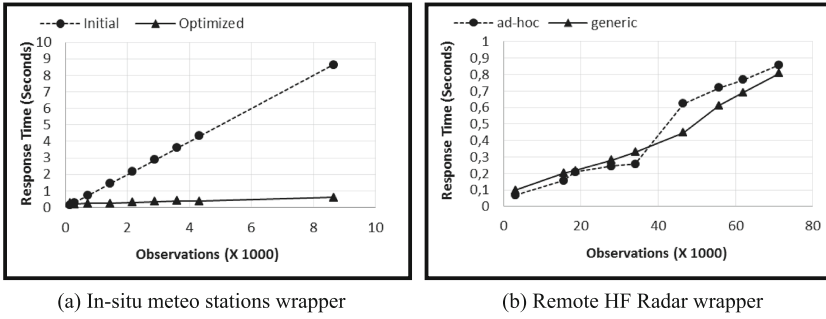 Initial Optimized
10
9
8
7
6
5
4
3
2
1
0
Response Time (Seconds)
0 2 4 6 8 10
Observations (X 1000)
(a) In-situ meteo stations wrapper
ad-hoc generic
1
0,9
0,8
0,7
0,6
0,5
0,4
0,3
0,2
0,1
0
Response Time (Seconds)
0 20 40 60 80
Observations (X 1000)
(b) Remote HF Radar wrapper